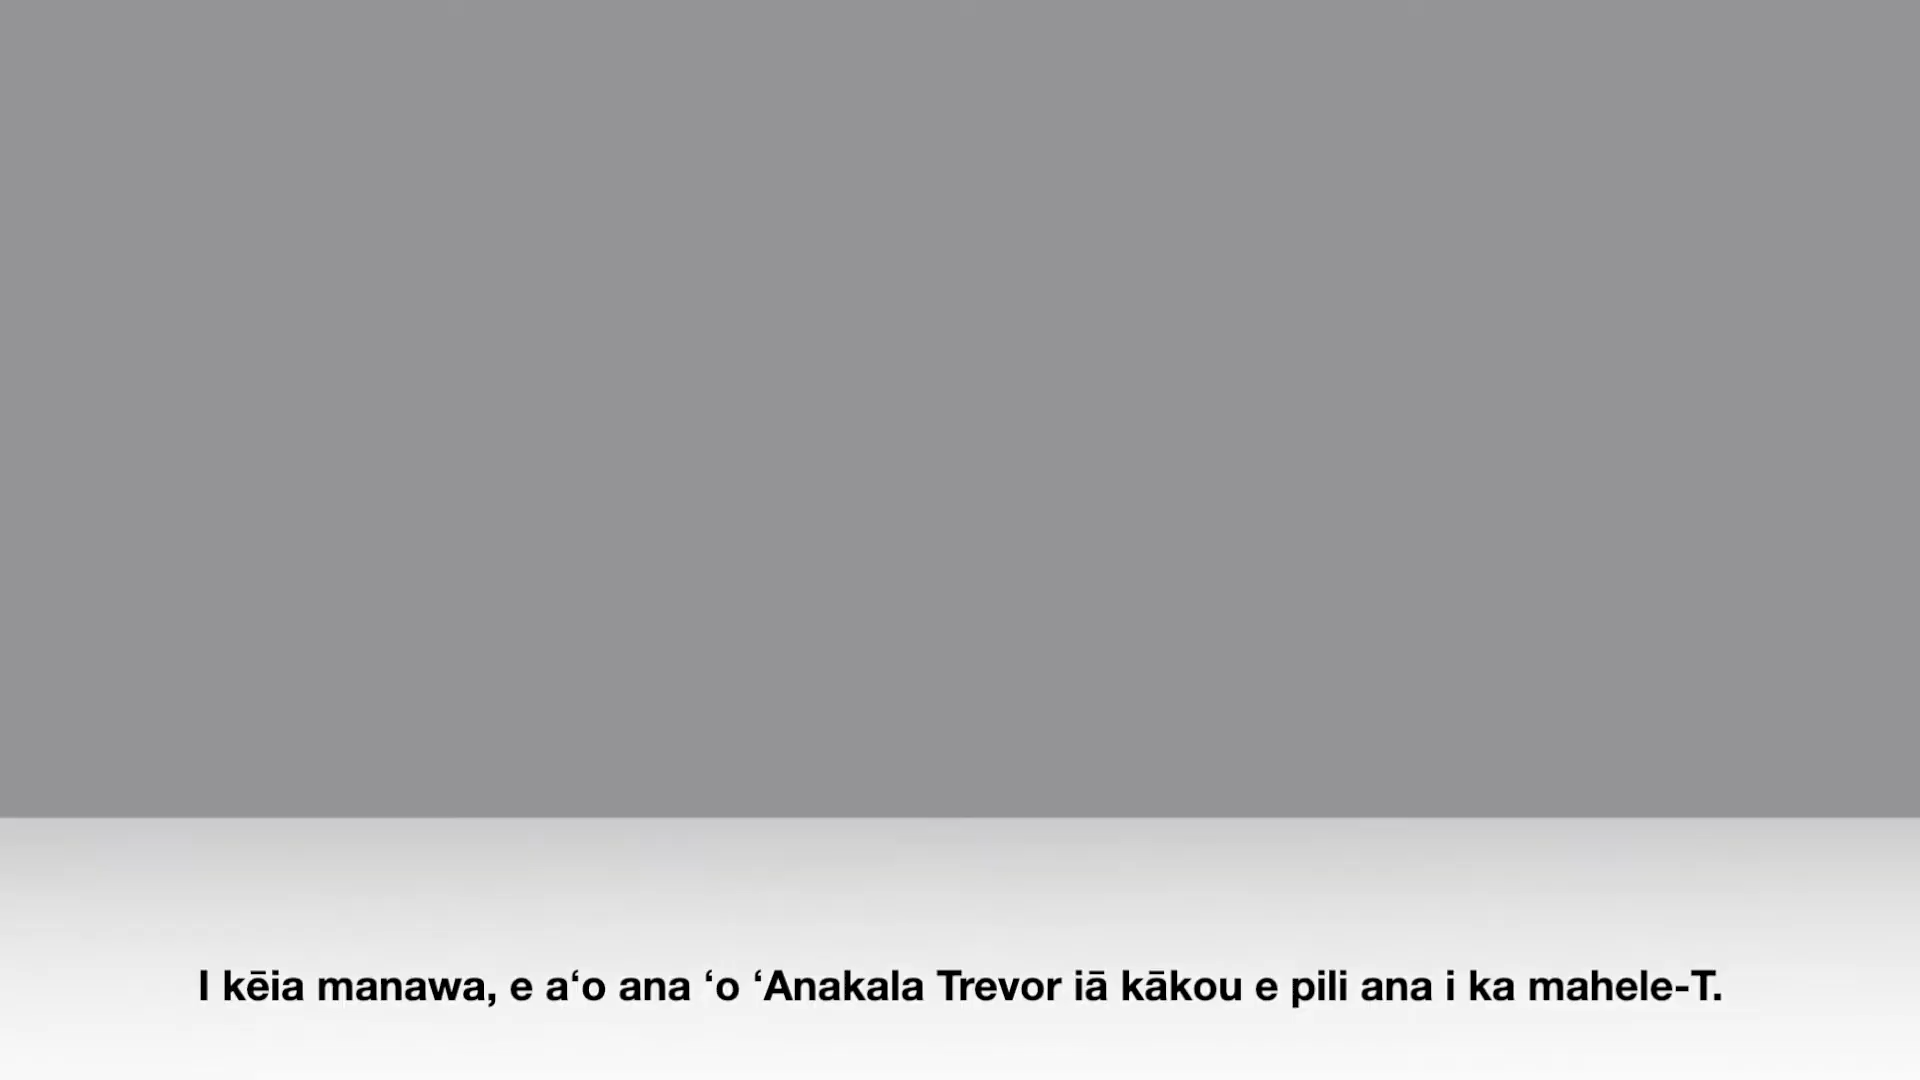 I kēia manawa, e aʻo ana ʻo ʻAnakala Trevor iā kākou e pili ana i ka mahele-T.